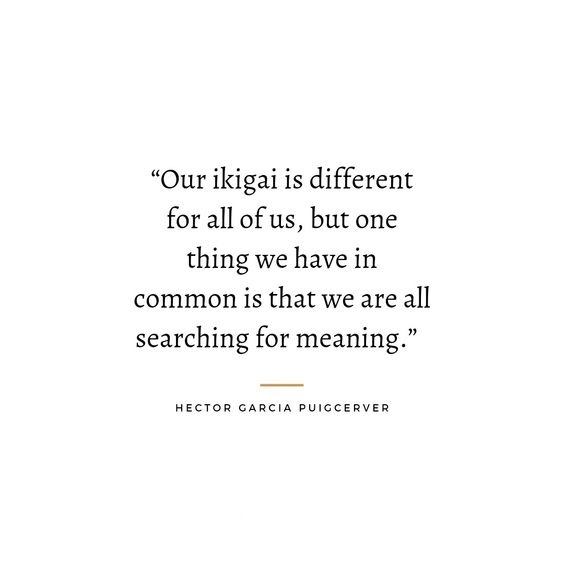 “Our ikigai is different
for all of us, but one
thing we have in
common is that we are all
searching for meaning.”
HECTOR GARCIA PUIGCERVER